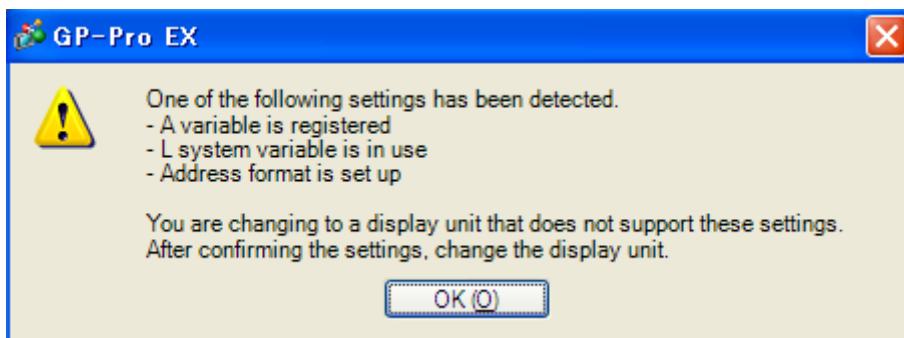 GP-Pro EX
One of the following settings has been detected.
- A variable is registered
- L system variable is in use
- Address format is set up
You are changing to a display unit that does not support these settings.
After confirming the settings, change the display unit.
OK (O)